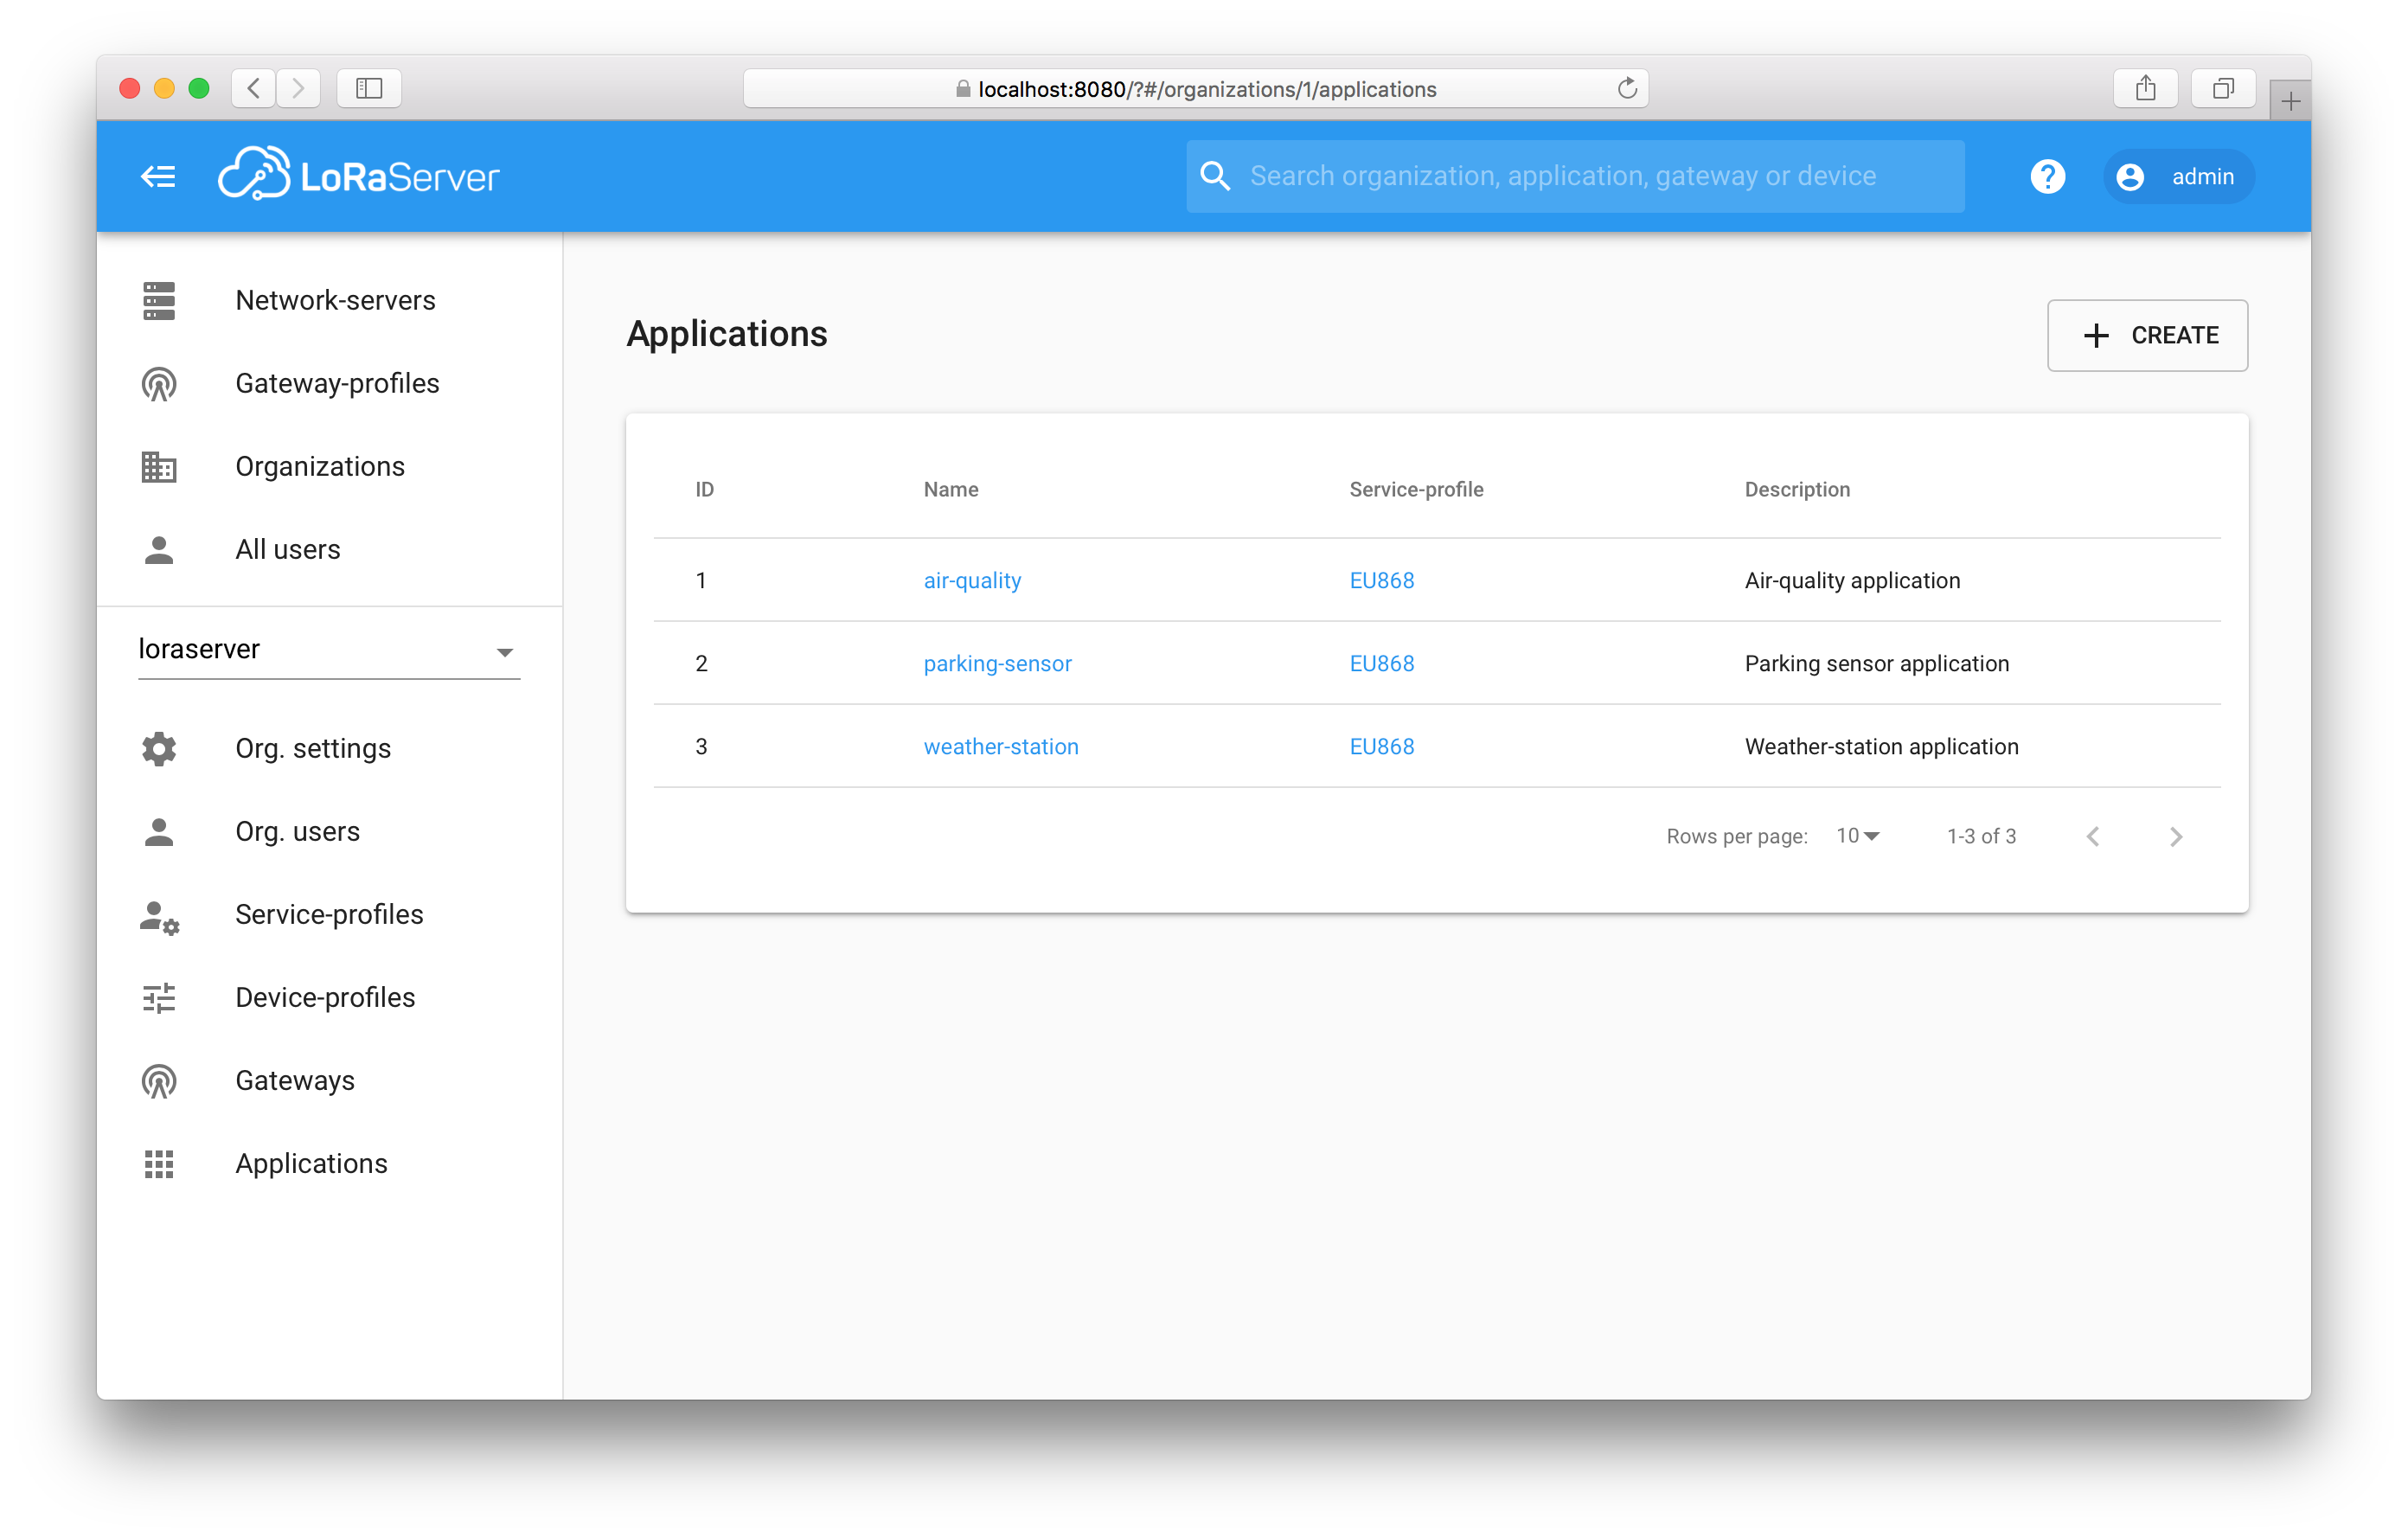 localhost:8080/?#/organizations/1/applications
LoRaServer
Search organization, application, gateway or device
?
admin
Network-servers
Gateway-profiles
Organizations
All users
loraserver
Org. settings
Org. users
Service-profiles
Device-profiles
Gateways
Applications
Applications
CREATE
ID Name Service-profile Description
1 air-quality EU868 Air-quality application
2 parking-sensor EU868 Parking sensor application
3 weather-station EU868 Weather-station application
Rows per page: 10 1-3 of 3